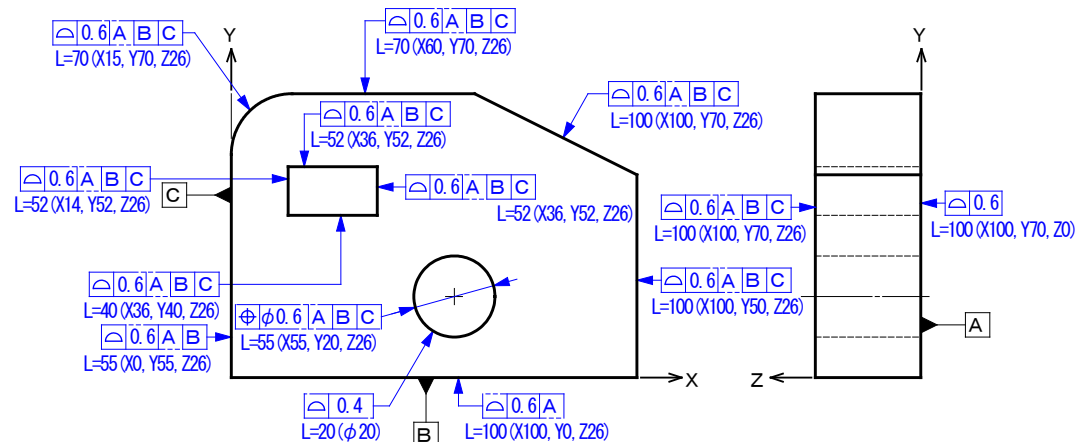 ⌓ 0.6 A B C
L=70 (X15, Y70, Z26)
⌓ 0.6 A B C
L=70 (X60, Y70, Z26)
Y
Y
⌓ 0.6 A B C
L=52 (X36, Y52, Z26)
⌓ 0.6 A B C
L=100 (X100, Y70, Z26)
⌓ 0.6 A B C
L=52 (X14, Y52, Z26)
C
⌓ 0.6 A B C
L=52 (X36, Y52, Z26)
⌓ 0.6 A B C
L=100 (X100, Y70, Z26)
⌓ 0.6
L=100 (X100, Y70, Z0)
⌓ 0.6 A B C
L=40 (X36, Y40, Z26)
⌓ 0.6 A B C
L=100 (X100, Y50, Z26)
⌖ φ0.6 A B C
L=55 (X55, Y20, Z26)
⌓ 0.6 A B
L=55 (X0, Y55, Z26)
A
X
Z
⌓ 0.4
L=20 (φ20)
B
⌓ 0.6 A
L=100 (X100, Y0, Z26)